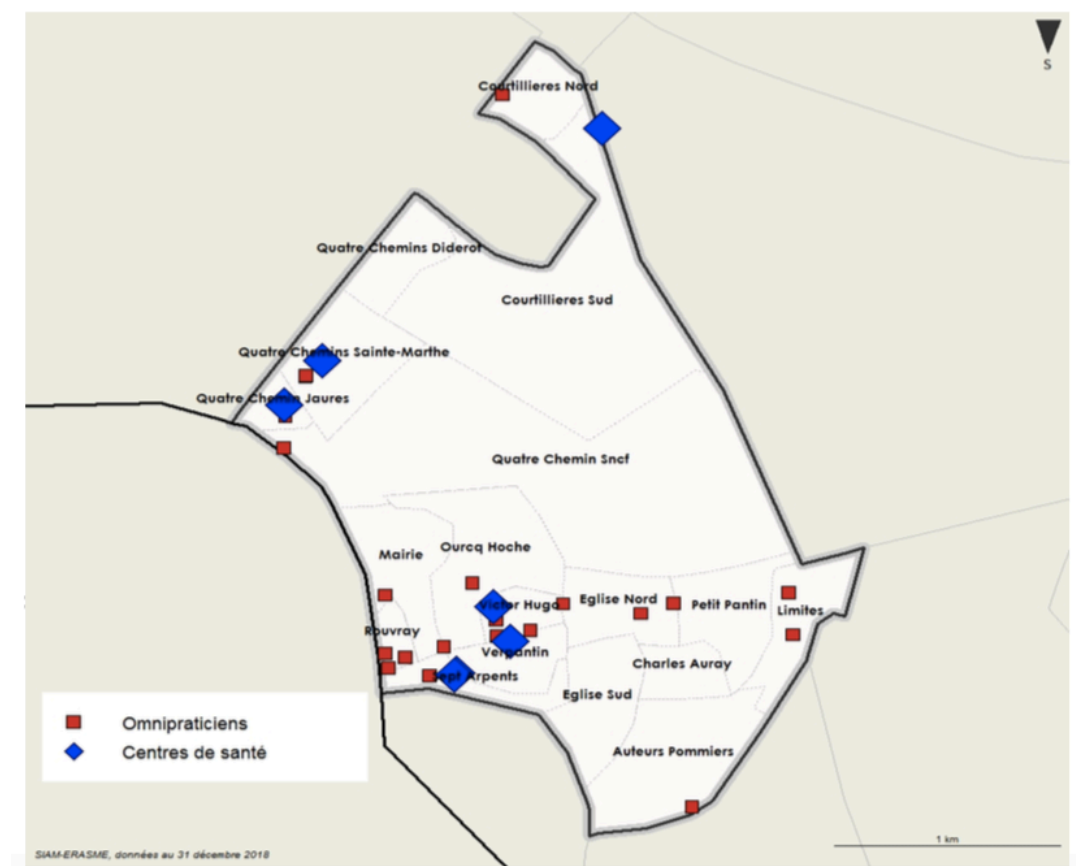 S
Courtillieres Nord
Quatre Chemins Diderot
Courtillieres Sud
Quatre Chemins Sainte-Marthe
Quatre Chemin Jaures
Quatre Chemin Sncf
Ourcq Hoche
Mairie
Victor Hugo
Eglise Nord
Petit Pantin
Limites
Rouvray
Verpantin
Charles Auray
Sept Arpents
Eglise Sud
Auteurs Pommiers
Omnipraticiens
Centres de santé
1 km
SIAM-ERASME, données au 31 décembre 2018